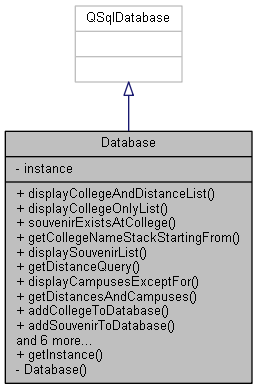 QSqlDatabase
Database
- instance
+ displayCollegeAndDistanceList()
+ displayCollegeOnlyList()
+ souvenirExistsAtCollege()
+ getCollegeNameStackStartingFrom()
+ displaySouvenirList()
+ getDistanceQuery()
+ displayCampusesExceptFor()
+ getDistancesAndCampuses()
+ addCollegeToDatabase()
+ addSouvenirToDatabase()
and 6 more...
+ getInstance()
- Database()